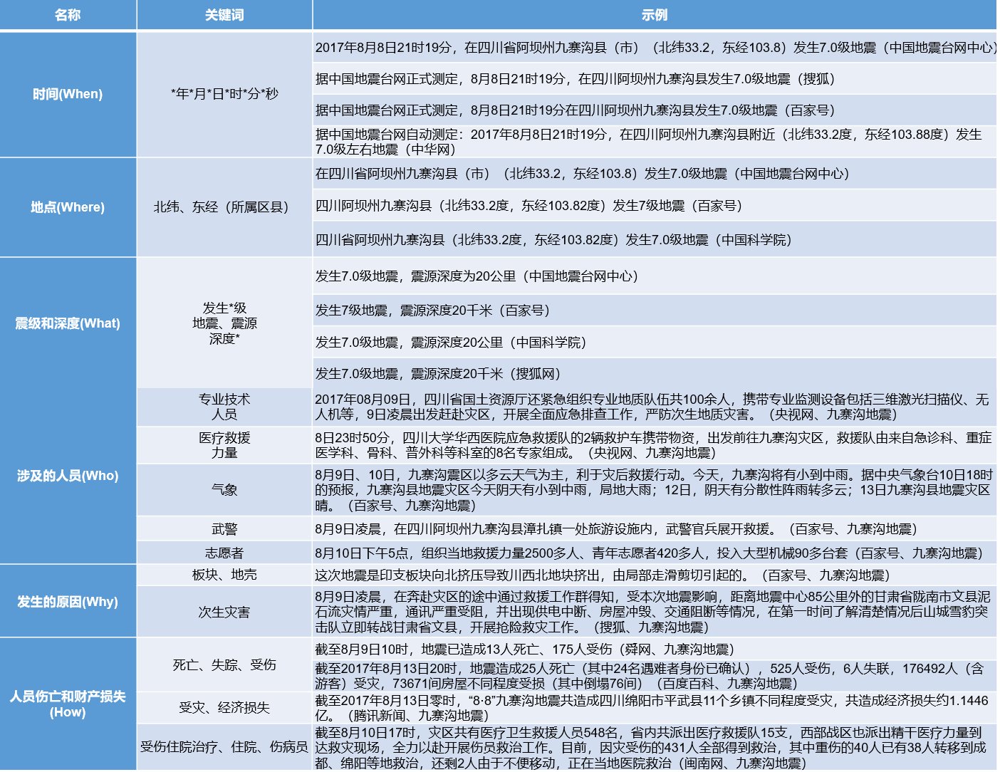 名称
关键词
示例
时间(When)
*年*月*日*时*分*秒
2017年8月8日21时19分，在四川省阿坝州九寨沟县（市）（北纬33.2，东经103.8）发生7.0级地震（中国地震台网中心）
据中国地震台网正式测定，8月8日21时19分，在四川阿坝州九寨沟县发生7.0级地震（搜狐）
据中国地震台网正式测定，8月8日21时19分在四川阿坝州九寨沟县发生7.0级地震（百家号）
据中国地震台网自动测定：2017年8月8日21时19分，在四川阿坝州九寨沟县附近（北纬33.2度，东经103.88度）发生
7.0级左右地震（中华网）
地点(Where)
北纬、东经（所属区县）
在四川省阿坝州九寨沟县（市）（北纬33.2，东经103.8）发生7.0级地震（中国地震台网中心）
四川阿坝州九寨沟县（北纬33.2度，东经103.82度）发生7级地震（百家号）
四川省阿坝州九寨沟县（北纬33.2度，东经103.82度）发生7.0级地震（中国科学院）
震级和深度(What)
发生*级
地震、震源
深度*
发生7.0级地震，震源深度为20公里（中国地震台网中心）
发生7级地震，震源深度20千米（百家号）
发生7.0级地震，震源深度20公里（中国科学院）
发生7.0级地震，震源深度20千米（搜狐网）
涉及的人员(Who)
专业技术
人员
2017年08月09日，四川省国土资源厅还紧急组织专业地质队伍共100余人，携带专业监测设备包括三维激光扫描仪、无
人机等，9日凌晨出发赶赴灾区，开展全面应急排查工作，严防次生地质灾害。（央视网、九寨沟地震）
医疗救援
力量
8日23时50分，四川大学华西医院应急救援队的2辆救护车携带物资，出发前往九寨沟灾区，救援队由来自急诊科、重症
医学科、骨科、普外科等科室的8名专家组成。（央视网、九寨沟地震）
气象
8月9日、10日，九寨沟震区以多云天气为主，利于灾后救援行动。今天，九寨沟将有小到中雨。据中央气象台10日18时
的预报，九寨沟县地震灾区今天阴天有小到中雨，局地大雨；12日，阴天有分散性阵雨转多云；13日九寨沟县地震灾区
晴。（百家号、九寨沟地震）
武警
8月9日凌晨，在四川阿坝州九寨沟县漳扎镇一处旅游设施内，武警官兵展开救援。（百家号、九寨沟地震）
志愿者
8月10日下午5点，组织当地救援力量2500多人、青年志愿者420多人，投入大型机械90多台套（百家号、九寨沟地震）
发生的原因(Why)
板块、地壳
这次地震是印支板块向北挤压导致川西北地块挤出，由局部走滑剪切引起的。（百家号、九寨沟地震）
次生灾害
8月9日凌晨，在奔赴灾区的途中通过救援工作群得知，受本次地震影响，距离地震中心85公里外的甘肃省陇南市文县泥
石流灾情严重，通讯严重受阻，并出现供电中断、房屋冲毁、交通阻断等情况，在第一时间了解清楚情况后山城雪豹突
击队立即转战甘肃省文县，开展抢险救灾工作。（搜狐、九寨沟地震）
人员伤亡和财产损失
(How)
死亡、失踪、受伤
截至8月9日10时，地震已造成13人死亡、175人受伤（舜网、九寨沟地震）
截至2017年8月13日20时，地震造成25人死亡（其中24名遇难者身份已确认），525人受伤，6人失联，176492人（含
游客）受灾，73671间房屋不同程度受损（其中倒塌76间）（百度百科、九寨沟地震）
受灾、经济损失
截至2017年8月13日零时，“8·8”九寨沟地震共造成四川绵阳市平武县11个乡镇不同程度受灾，共造成经济损失约1.1446
亿。（腾讯新闻、九寨沟地震）
受伤住院治疗、住院、伤病员
截至8月10日17时，灾区共有医疗卫生救援人员548名，省内共派出医疗救援队15支，西部战区也派出精干医疗力量到
达救灾现场，全力以赴开展伤员救治工作。目前，因灾受伤的431人全部得到救治，其中重伤的40人已有38人转移到成
都、绵阳等地救治，还剩2人由于不便移动，正在当地医院救治（闽南网、九寨沟地震）